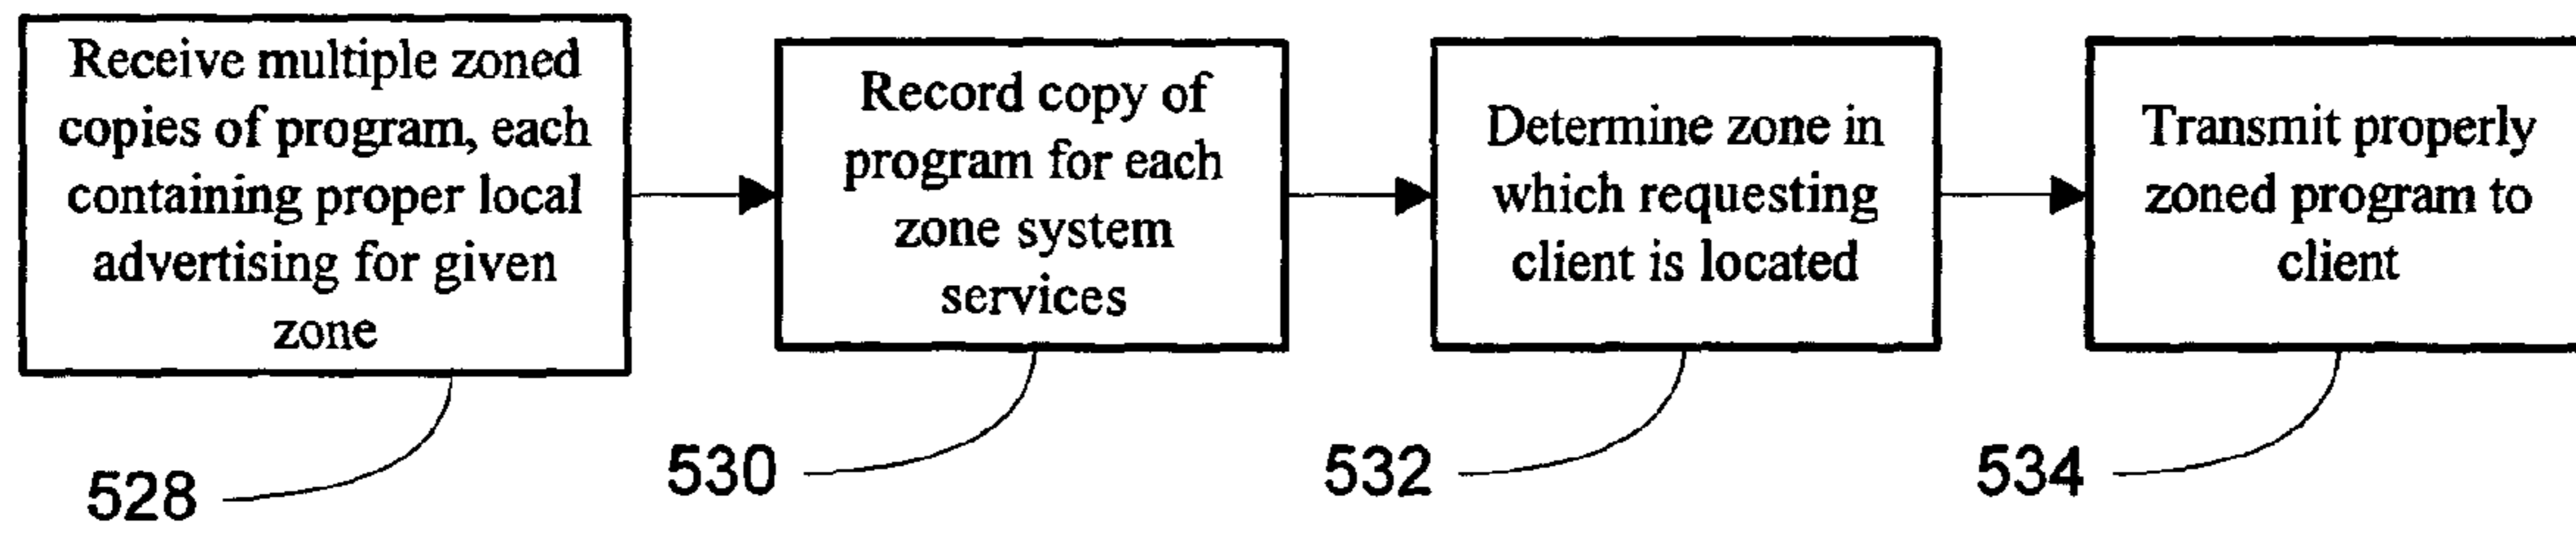 Receive multiple zoned
copies of program, each
containing proper local
advertising for given
zone
Record copy of
program for each
zone system
services
Determine zone in
which requesting
client is located
Transmit properly
zoned program to
client
528
530
532
534